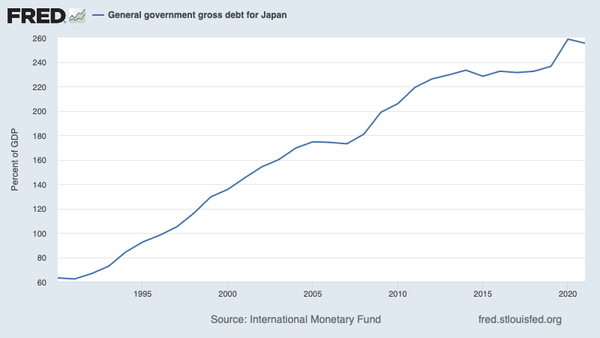 FRED — General government gross debt for Japan
260
240
220
200
180
160
140
120
100
80
60
Percent of GDP
1995 2000 2005 2010 2015 2020
Source: International Monetary Fund fred.stlouisfed.org